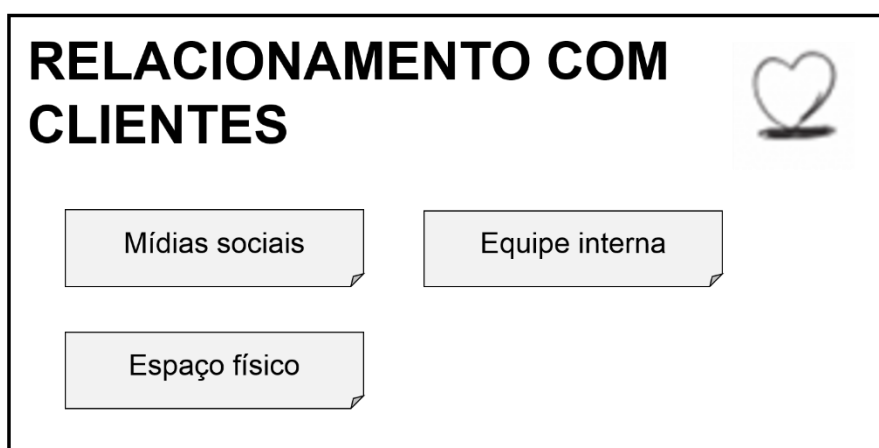 RELACIONAMENTO COM
CLIENTES
Mídias sociais
Equipe interna
Espaço físico